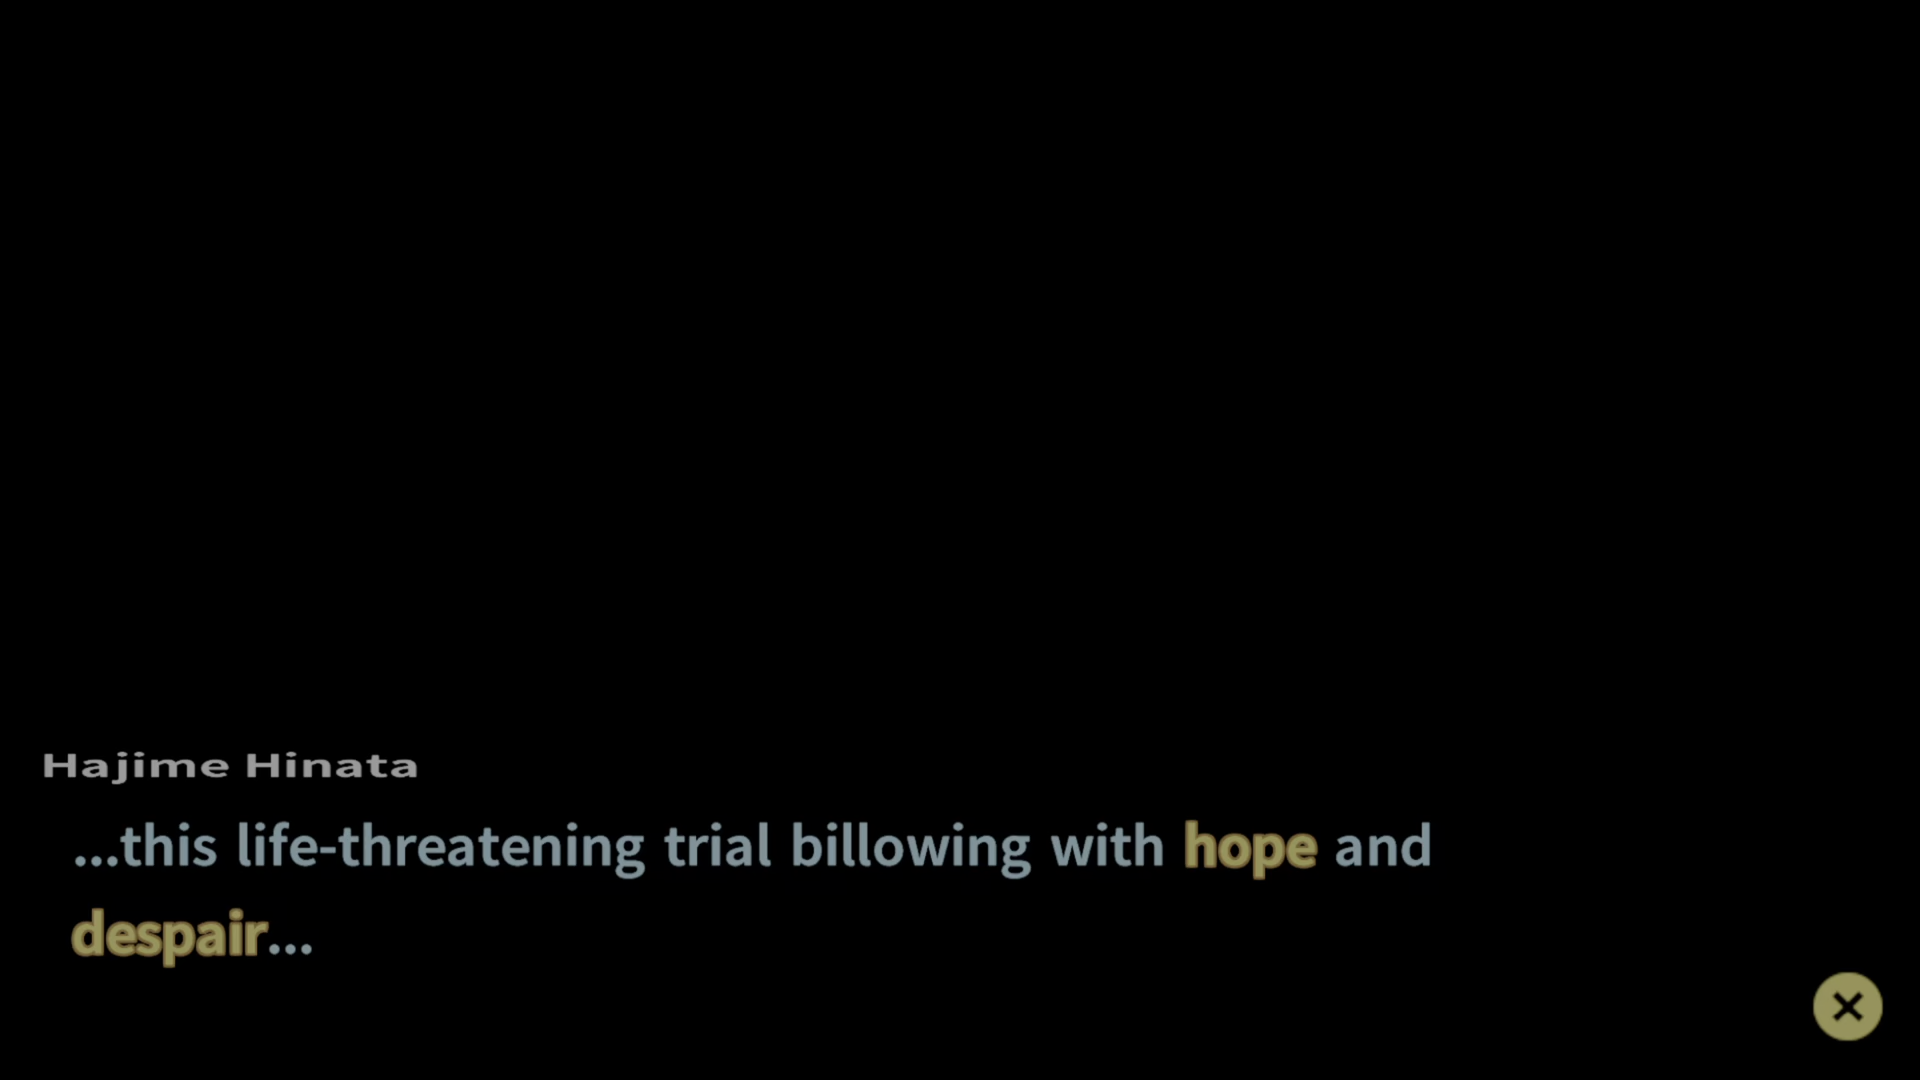 Hajime Hinata
...this life-threatening trial billowing with hope and
despair...